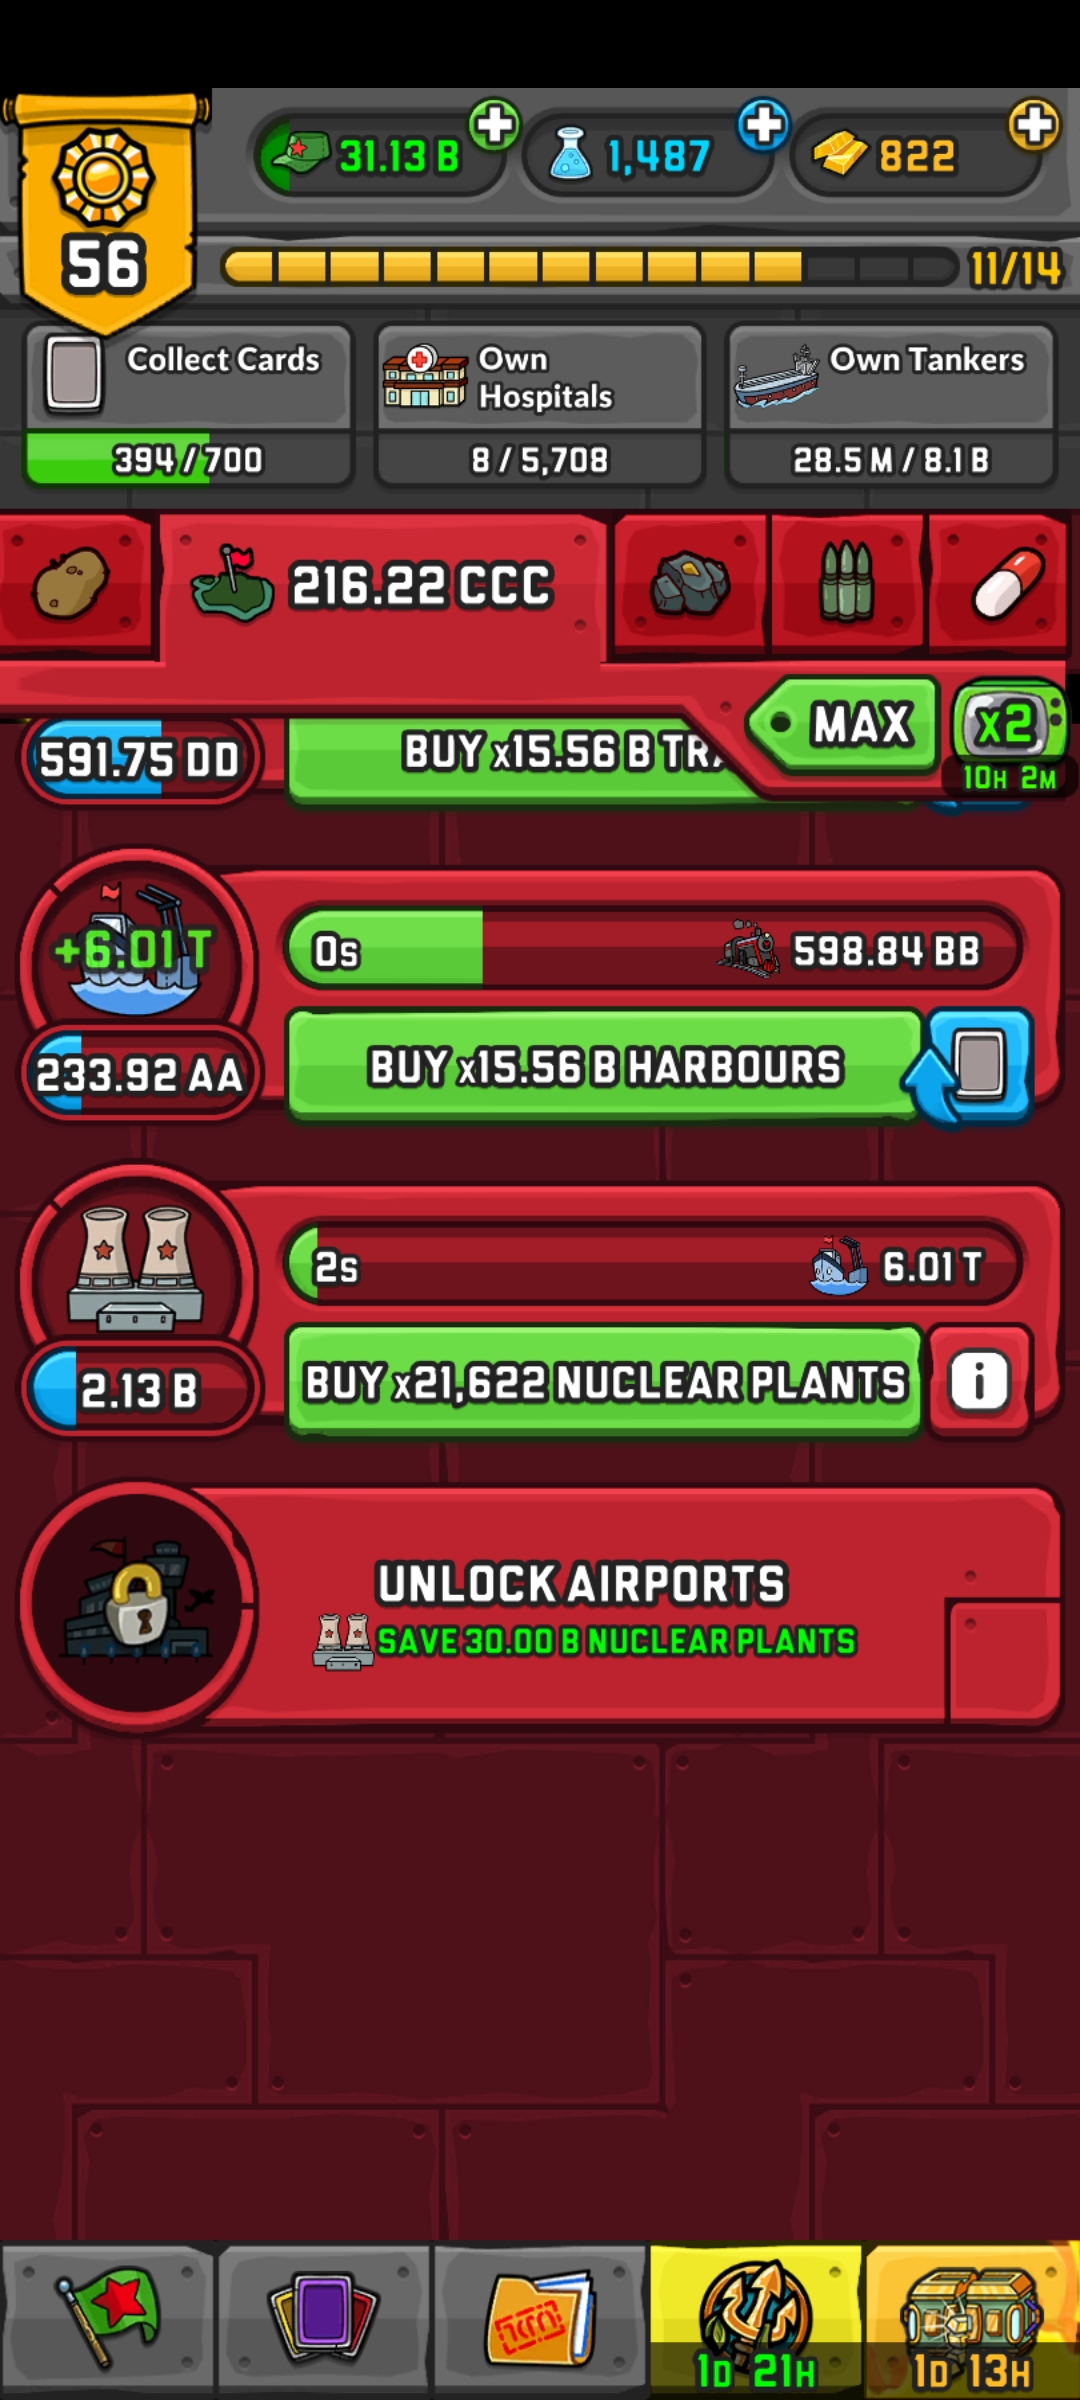 31.13 B
1,487
822
56
11/14
Collect Cards
394/700
Own
Hospitals
8 / 5,708
Own Tankers
28.5 M / 8.1 B
216.22 CCC
MAX
x2
10H 2M
591.75 DD
BUY x15.56 B
+6.01 T
0s
598.84 BB
233.92 AA
BUY x15.56 B HARBOURS
2s
6.01 T
2.13 B
BUY x21,622 NUCLEAR PLANTS
i
UNLOCK AIRPORTS
SAVE 30.00 B NUCLEAR PLANTS
1D 21H
1D 13H